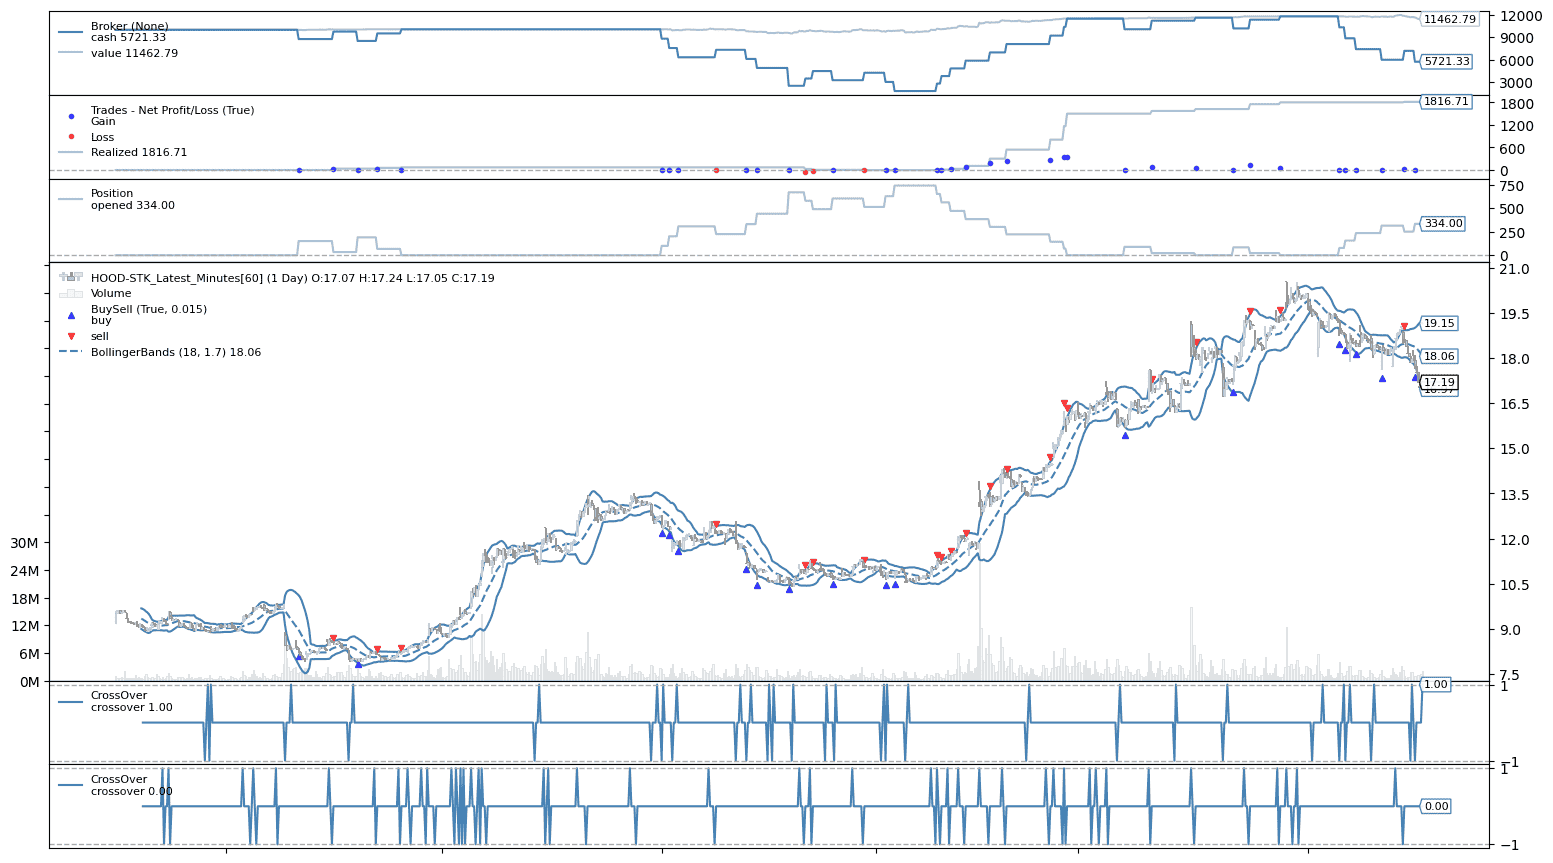 Broker (None)
cash 5721.33
value 11462.79
11462.79
5721.33
12000
9000
6000
3000
Trades - Net Profit/Loss (True)
Gain
Loss
Realized 1816.71
1816.71
1800
1200
600
0
Position
opened 334.00
334.00
750
500
250
0
HOOD-STK_Latest_Minutes[60] (1 Day) O:17.07 H:17.24 L:17.05 C:17.19
Volume
BuySell (True, 0.015)
buy
sell
BollingerBands (18, 1.7) 18.06
19.15
18.06
17.19
21.0
19.5
18.0
16.5
15.0
13.5
12.0
10.5
9.0
7.5
30M
24M
18M
12M
6M
0M
CrossOver
crossover 1.00
1.00
1
−1
CrossOver
crossover 0.00
0.00
1
−1